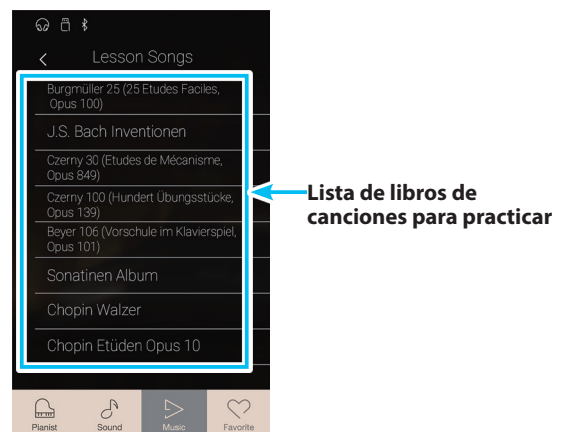 Lesson Songs
Burgmüller 25 (25 Etudes Faciles,
Opus 100)
J.S. Bach Inventionen
Czerny 30 (Etudes de Mécanisme,
Opus 849)
Czerny 100 (Hundert Übungsstücke,
Opus 139)
Beyer 106 (Vorschule im Klavierspiel,
Opus 101)
Sonatinen Album
Chopin Walzer
Chopin Etüden Opus 10
Lista de libros de
canciones para practicar
Pianist Sound Music Favorite